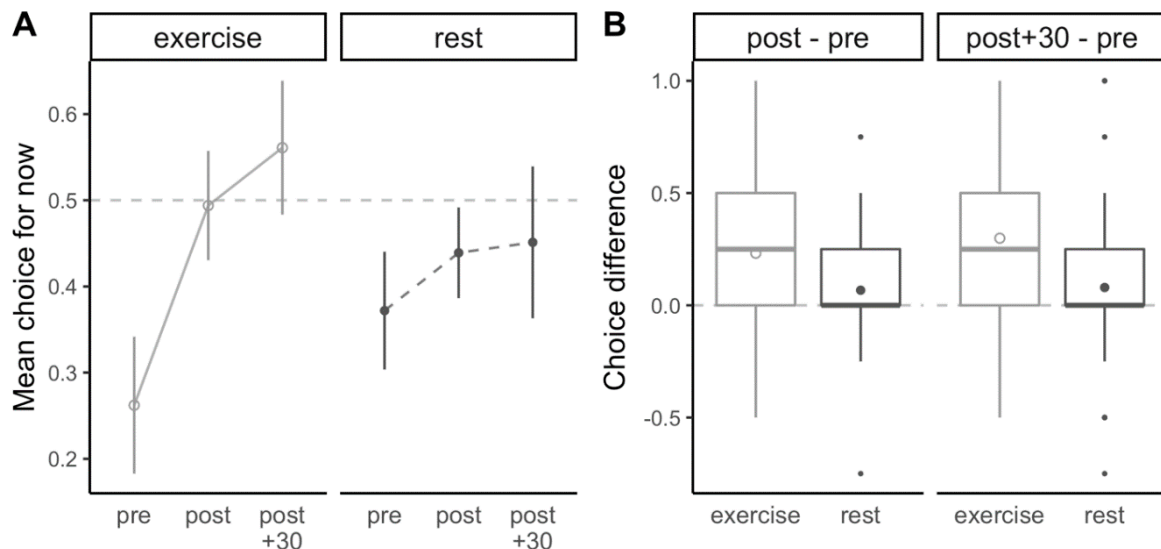 A
exercise
rest
Mean choice for now
0.6
0.5
0.4
0.3
0.2
pre
post
post
+30
pre
post
post
+30
B
post - pre
post+30 - pre
Choice difference
1.0
0.5
0.0
-0.5
exercise
rest
exercise
rest